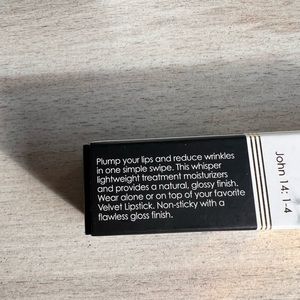 Plump your lips and reduce wrinkles
in one simple swipe. This whisper
lightweight treatment moisturizers
and provides a natural, glossy finish.
Wear alone or on top of your favorite
Velvet Lipstick. Non-sticky with a
flawless gloss finish.
John 14: 1-4